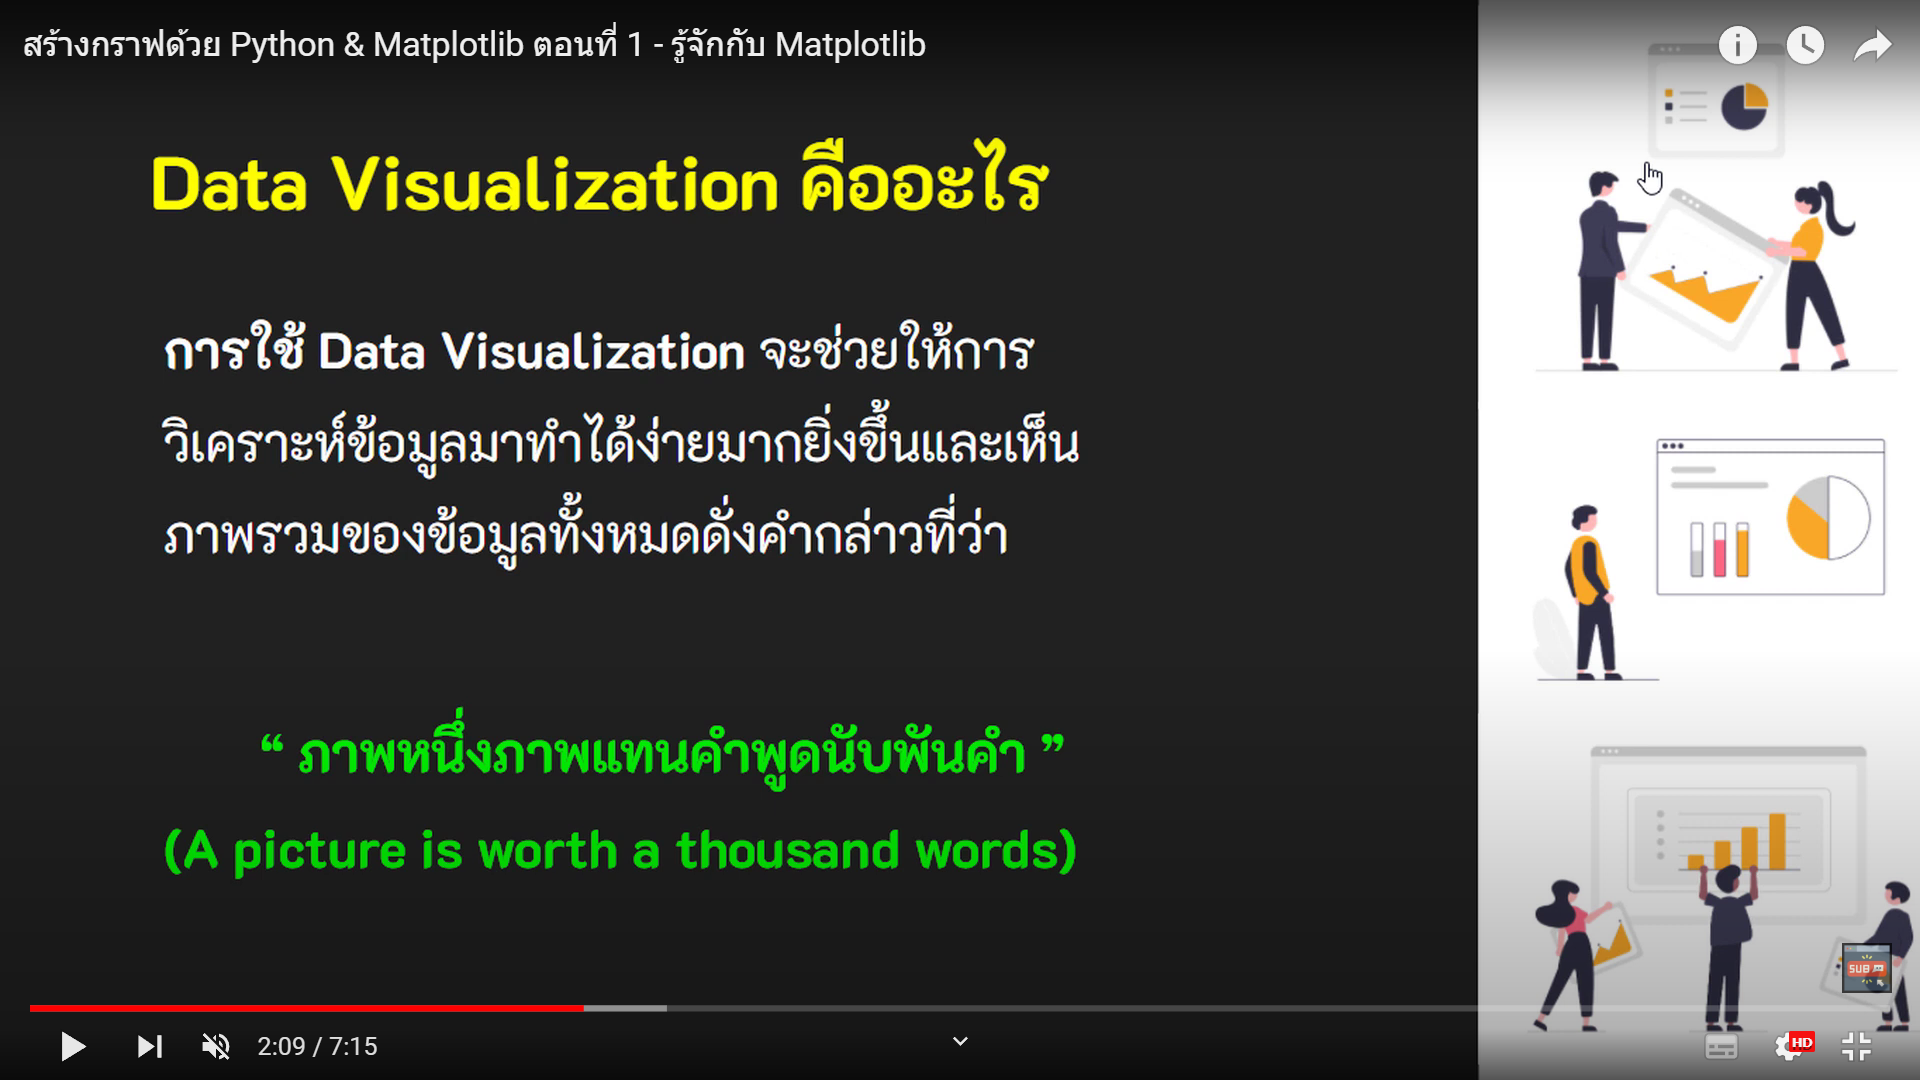 สร้างกราฟด้วย Python & Matplotlib ตอนที่ 1 - รู้จักกับ Matplotlib
Data Visualization คืออะไร
การใช้ Data Visualization จะช่วยให้การ
วิเคราะห์ข้อมูลมาทำได้ง่ายมากยิ่งขึ้นและเห็น
ภาพรวมของข้อมูลทั้งหมดดั่งคำกล่าวที่ว่า
“ ภาพหนึ่งภาพแทนคำพูดนับพันคำ ”
(A picture is worth a thousand words)
SUB
2:09 / 7:15
HD